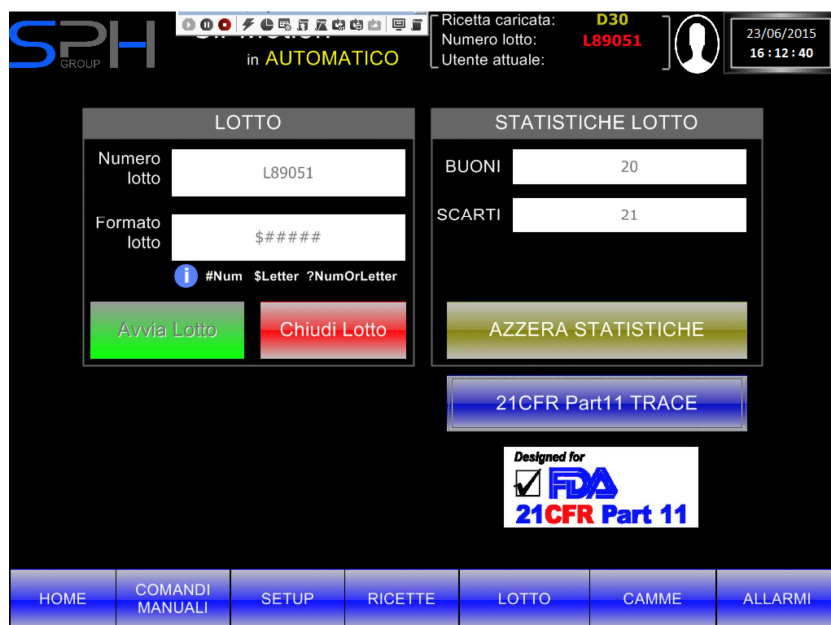 SPH
GROUP
in AUTOMATICO
Ricetta caricata: D30
Numero lotto: L89051
Utente attuale:
23/06/2015
16:12:40
LOTTO
Numero lotto
L89051
Formato lotto
$#####
i #Num $Letter ?NumOrLetter
Avvia Lotto
Chiudi Lotto
STATISTICHE LOTTO
BUONI 20
SCARTI 21
AZZERA STATISTICHE
21CFR Part11 TRACE
Designed for
FDA
21CFR Part 11
HOME
COMANDI
MANUALI
SETUP
RICETTE
LOTTO
CAMME
ALLARMI